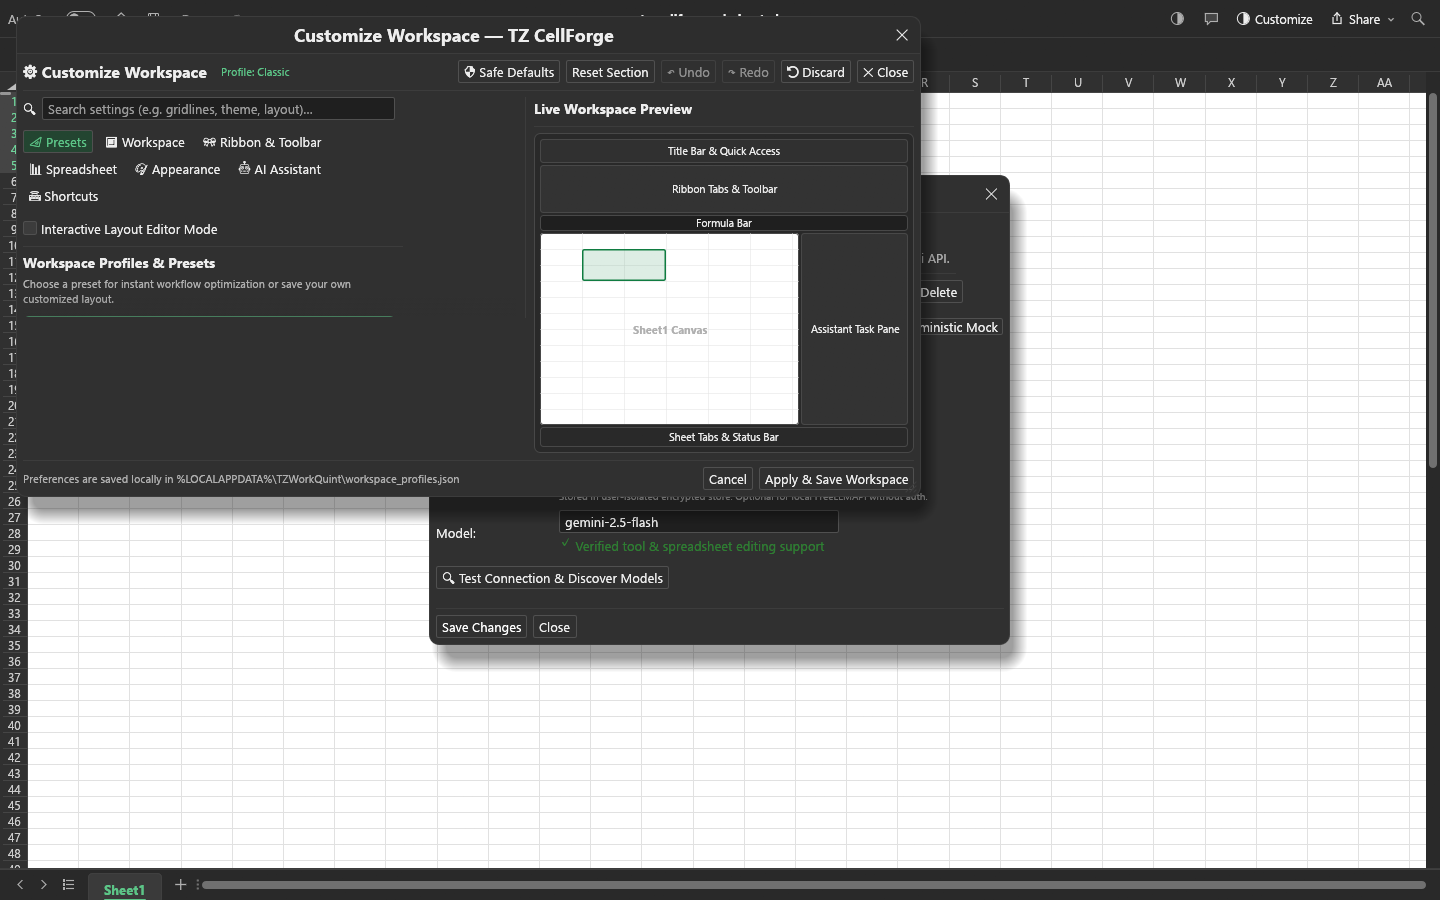 Customize
Share
Customize Workspace — TZ CellForge
Customize Workspace
Profile: Classic
Safe Defaults
Reset Section
Undo
Redo
Discard
Close
Search settings (e.g. gridlines, theme, layout)...
Presets
Workspace
Ribbon & Toolbar
Spreadsheet
Appearance
AI Assistant
Shortcuts
Interactive Layout Editor Mode
Workspace Profiles & Presets
Choose a preset for instant workflow optimization or save your own
customized layout.
Live Workspace Preview
Title Bar & Quick Access
Ribbon Tabs & Toolbar
Formula Bar
Sheet1 Canvas
Assistant Task Pane
Sheet Tabs & Status Bar
Preferences are saved locally in %LOCALAPPDATA%\TZWorkQuint\workspace_profiles.json
Cancel
Apply & Save Workspace
R S T U V W X Y Z AA
API.
Delete
Mock
Model:
gemini-2.5-flash
Verified tool & spreadsheet editing support
Test Connection & Discover Models
Save Changes
Close
26
27
28
29
30
31
32
33
34
35
36
37
38
39
40
41
42
43
44
45
46
47
48
Sheet1